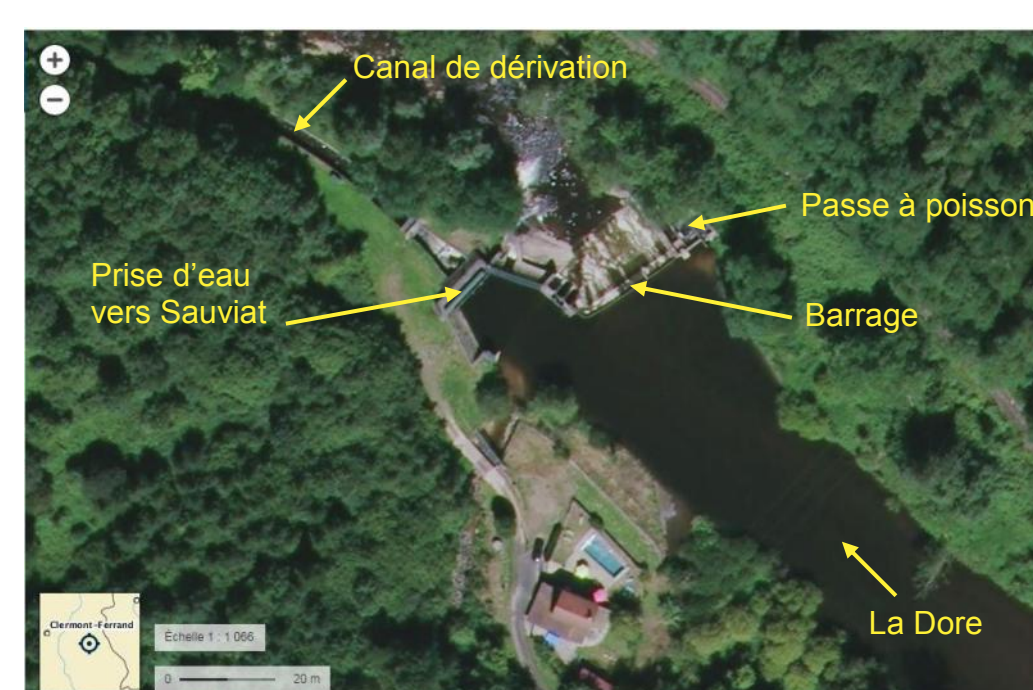 Canal de dérivation
Passe à poisson
Prise d'eau
vers Sauviat
Barrage
La Dore
Clermont-Ferrand
Échelle 1 : 1 066
0 20 m